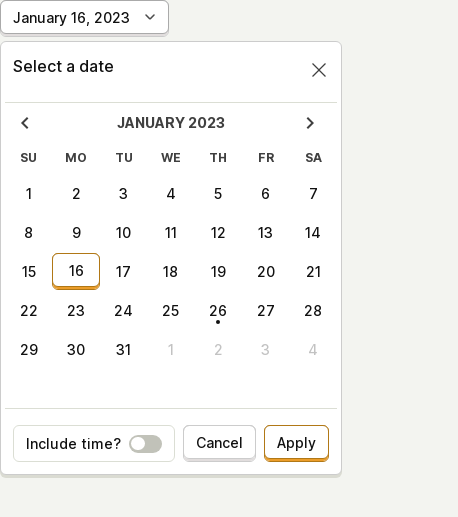 January 16, 2023
Select a date
JANUARY 2023
SU MO TU WE TH FR SA
1 2 3 4 5 6 7
8 9 10 11 12 13 14
15 16 17 18 19 20 21
22 23 24 25 26 27 28
29 30 31 1 2 3 4
Include time? Cancel Apply